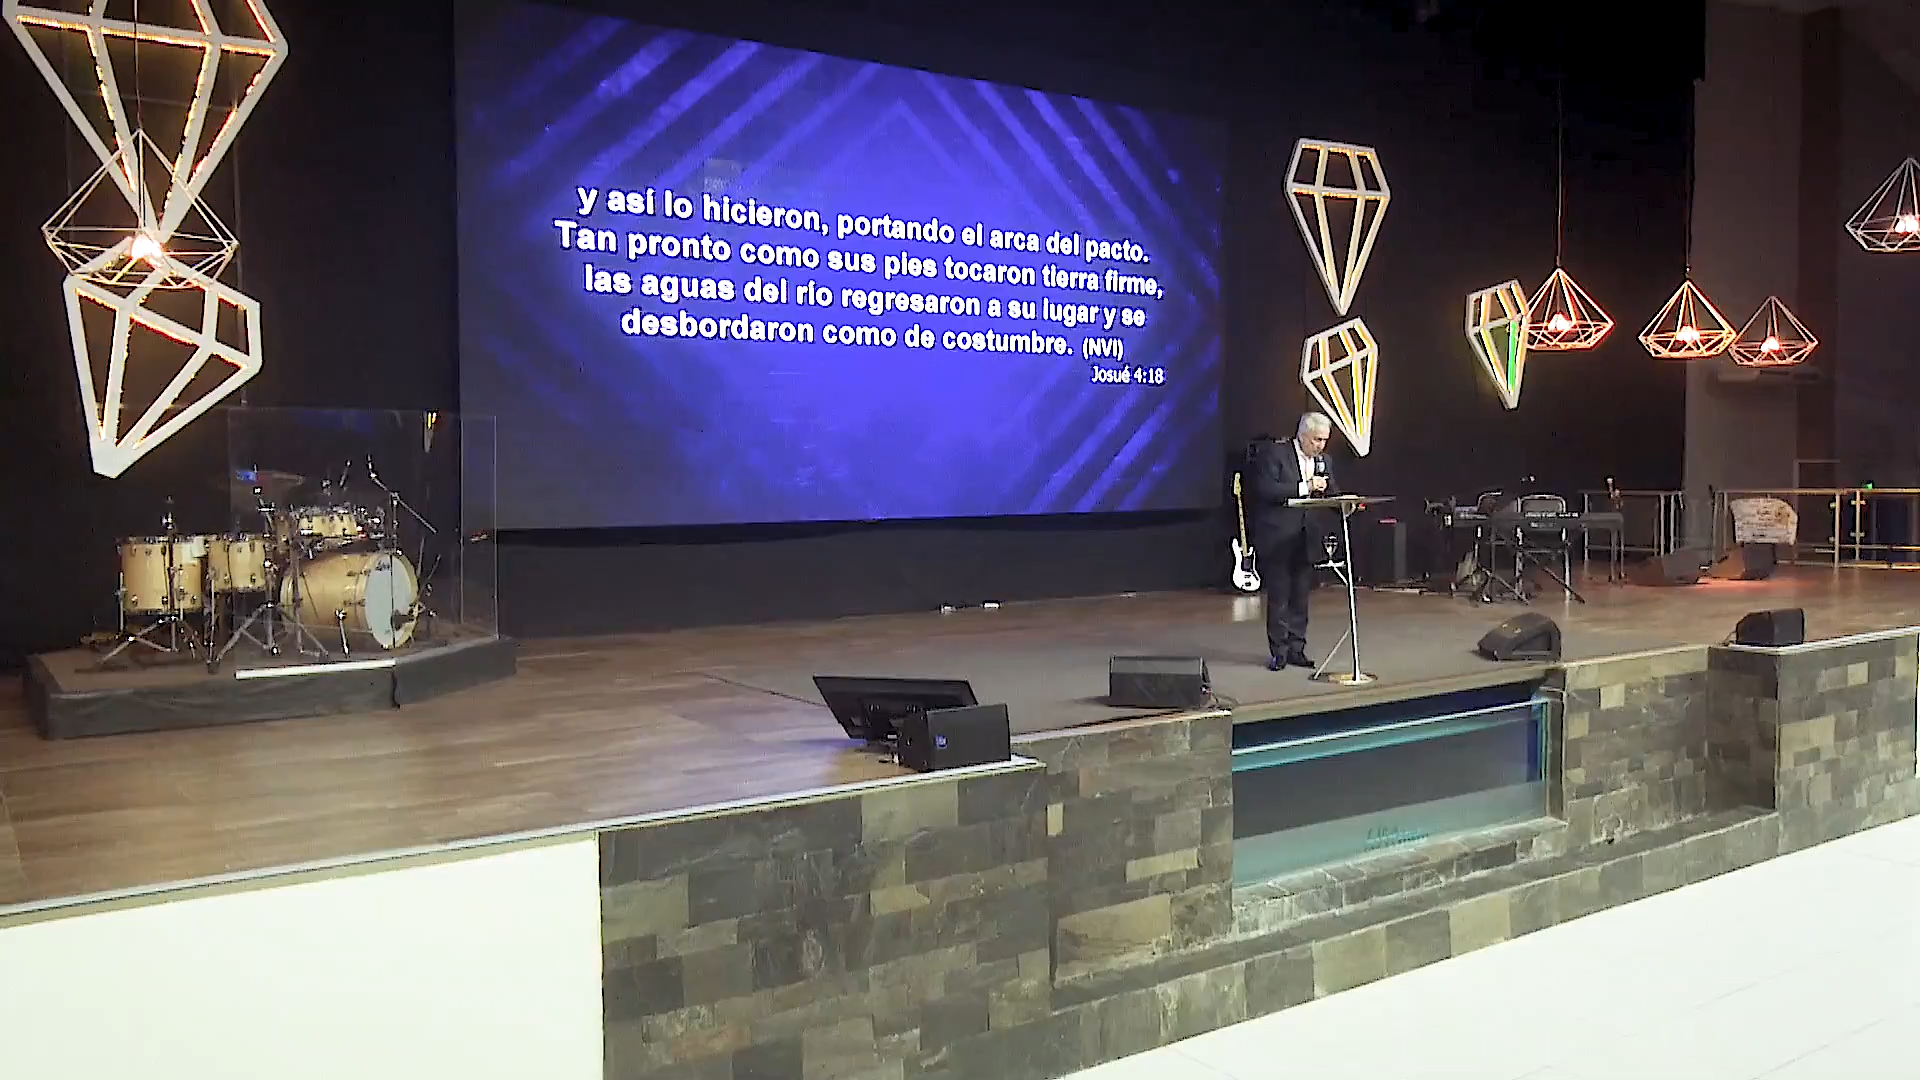 y así lo hicieron, portando el arca del pacto.
Tan pronto como sus pies tocaron tierra firme,
las aguas del río regresaron a su lugar y se
desbordaron como de costumbre. (NVI)
Josué 4:18